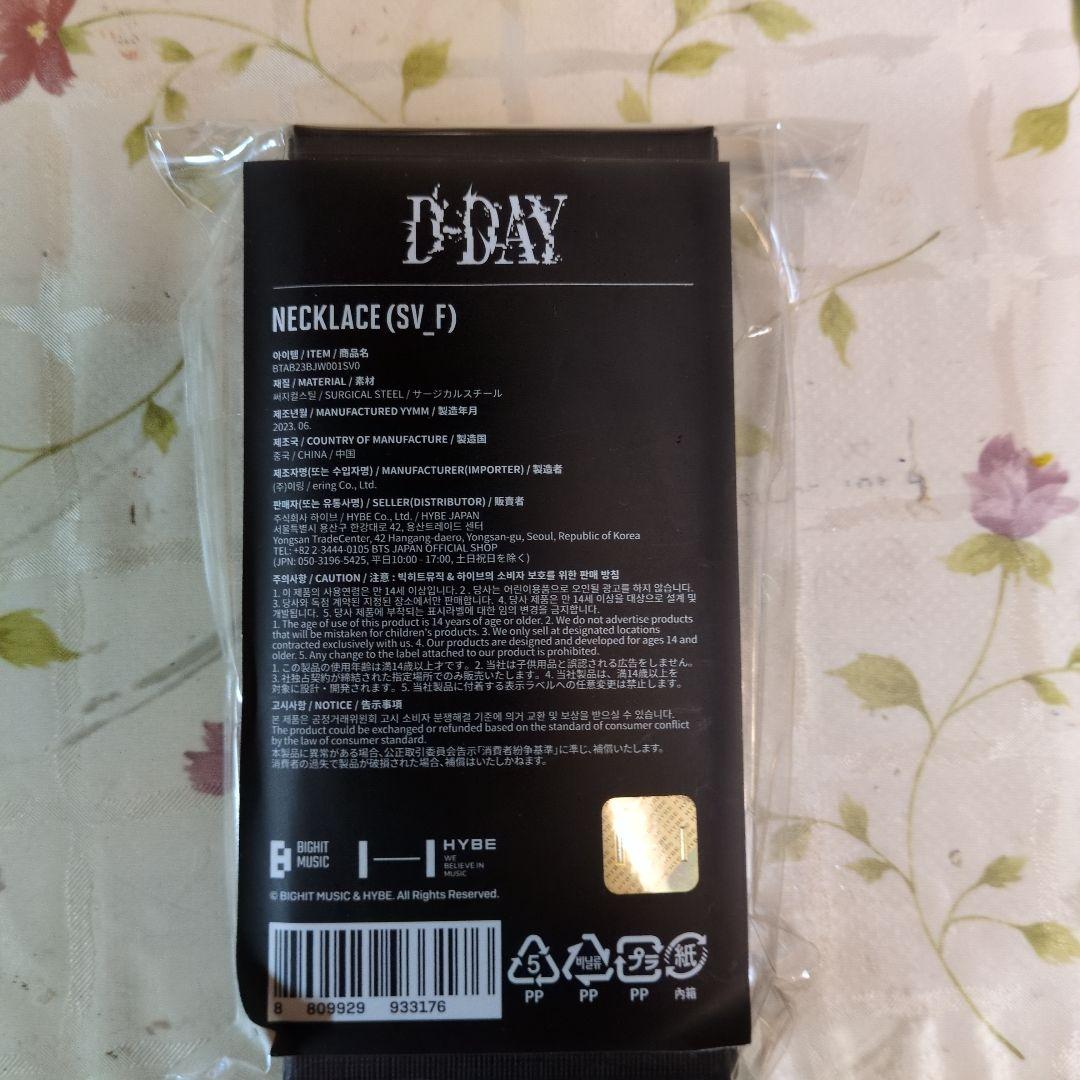 D-DAY
NECKLACE (SV_F)
아이템 / ITEM / 商品名
BTAB23BJW001SV0
재질 / MATERIAL / 素材
써지컬스틸 / SURGICAL STEEL / サージカルスチール
제조년월 / MANUFACTURED YYMM / 製造年月
2023. 06.
제조국 / COUNTRY OF MANUFACTURE / 製造国
중국 / CHINA / 中国
제조자명(또는 수입자명) / MANUFACTURER(IMPORTER) / 製造者
(주)이링 / ering Co., Ltd.
판매자(또는 유통사명) / SELLER(DISTRIBUTOR) / 販賣者
주식회사 하이브 / HYBE Co., Ltd. / HYBE JAPAN
서울특별시 용산구 한강대로 42, 용산트레이드 센터
Yongsan TradeCenter, 42 Hangang-daero, Yongsan-gu, Seoul, Republic of Korea
TEL: +82 2-3444-0105 BTS JAPAN OFFICIAL SHOP
(JPN: 050-3196-5425, 平日10:00 - 17:00, 土日祝日を除く)
주의사항 / CAUTION / 注意 : 빅히트뮤직 & 하이브의 소비자 보호를 위한 판매 방침
1. 이 제품의 사용연령은 만 14세 이상입니다. 2. 당사는 어린이용품으로 오인될 광고를 하지 않습니다.
3. 당사와 독점 계약된 지정된 장소에서만 판매합니다. 4. 당사 제품은 만 14세 이상을 대상으로 설계 및
개발됩니다. 5. 당사 제품에 부착되는 표시라벨에 대한 임의 변경을 금지합니다.
1. The age of use of this product is 14 years of age or older. 2. We do not advertise products
that will be mistaken for children's products. 3. We only sell at designated locations
contracted exclusively with us. 4. Our products are designed and developed for ages 14 and
older. 5. Any change to the label attached to our product is prohibited.
1. この製品の使用年齢は満14歳以上才です。2. 当社は子供用品と誤認される広告をしません。
3. 社独占契約が締結された指定場所でのみ販売いたします。4. 当社製品は、満14歳以上を
対象に設計・開発されます。5. 当社製品に付着する表示ラベルへの任意変更は禁止します。
고시사항 / NOTICE / 告示事項
본 제품은 공정거래위원회 고시 소비자 분쟁해결 기준에 의거 교환 및 보상을 받으실 수 있습니다.
The product could be exchanged or refunded based on the standard of consumer conflict
by the law of consumer standard.
本製品に異常がある場合、公正取引委員会告示「消費者紛争基準」に準じ、補償いたします。
消費者の過失で製品が破損された場合、補償はいたしかねます。
BIGHIT
MUSIC
HYBE
WE
BELIEVE IN
MUSIC
© BIGHIT MUSIC & HYBE. All Rights Reserved.
8 809929 933176
5
PP
비닐류
PP
プラ
PP
紙
内箱